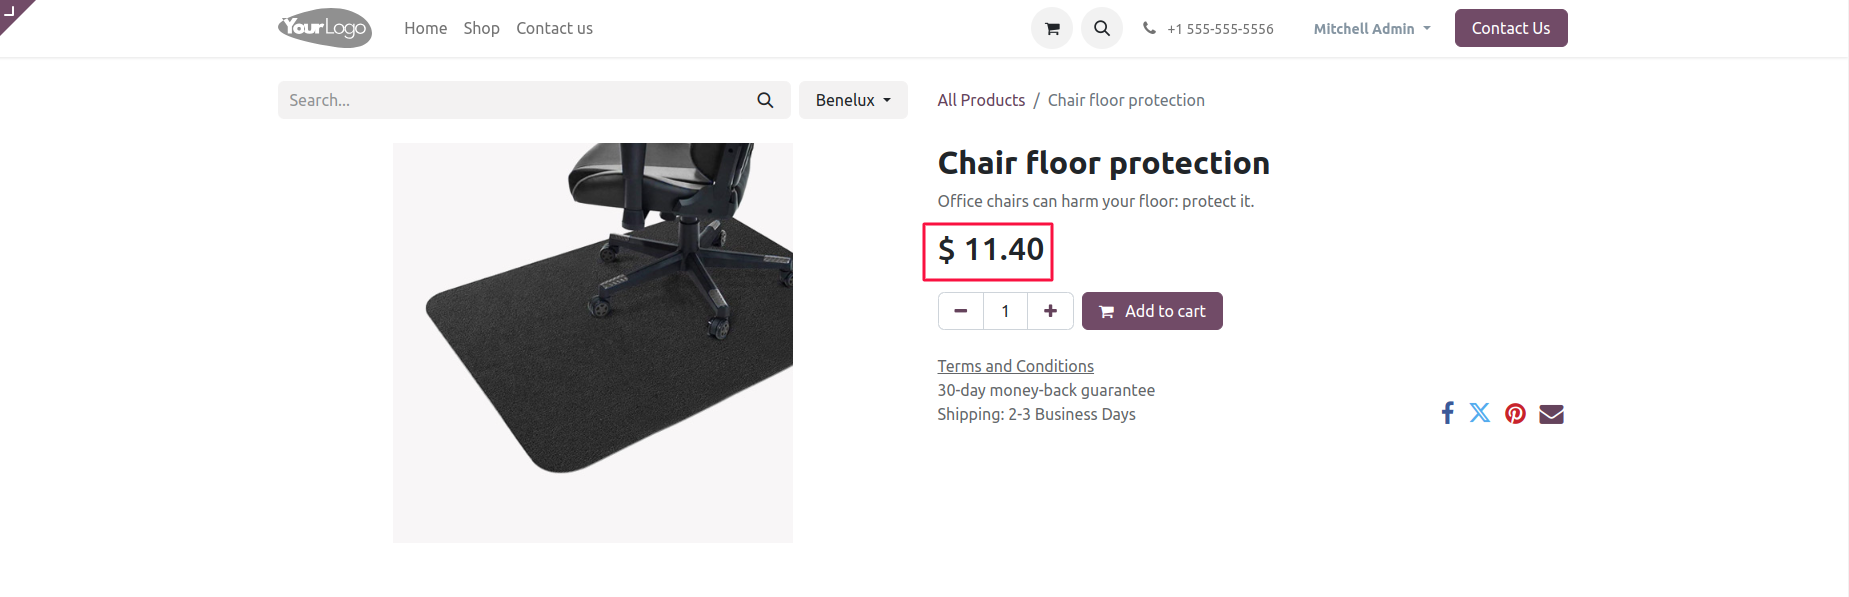 YourLogo
Home Shop Contact us
+1 555-555-5556
Mitchell Admin
Contact Us
Search...
Benelux
All Products / Chair floor protection
Chair floor protection
Office chairs can harm your floor: protect it.
$ 11.40
1
Add to cart
Terms and Conditions
30-day money-back guarantee
Shipping: 2-3 Business Days